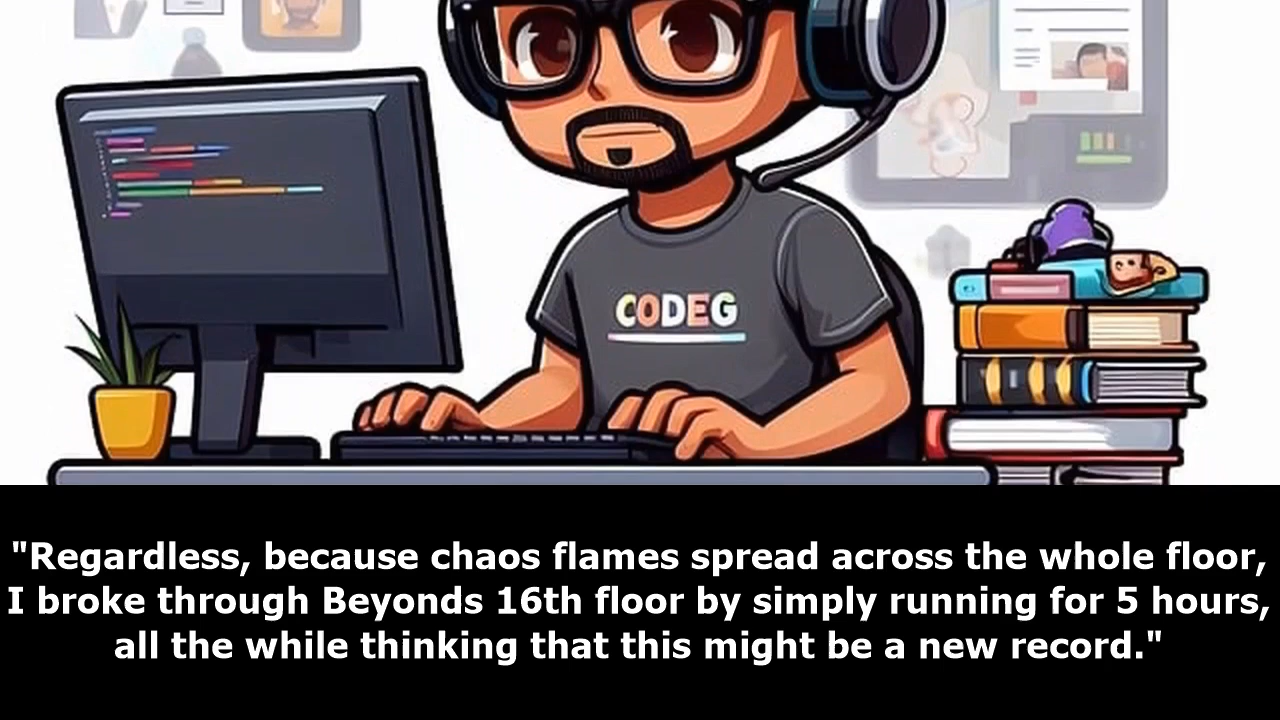 CODEG
"Regardless, because chaos flames spread across the whole floor,
I broke through Beyonds 16th floor by simply running for 5 hours,
all the while thinking that this might be a new record."